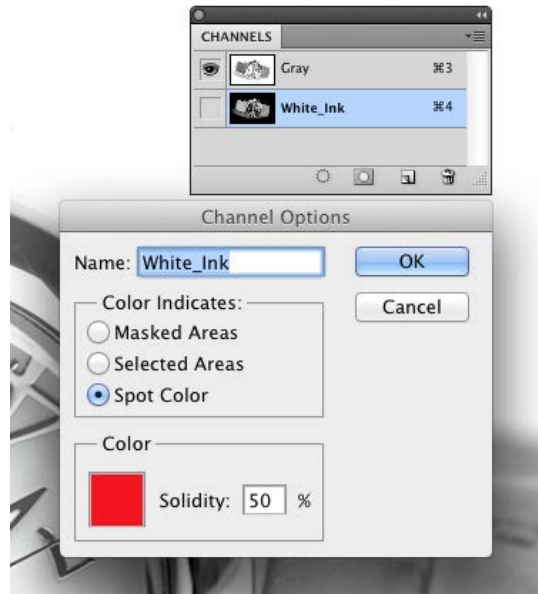 CHANNELS
Gray ⌘3
White_Ink ⌘4
Channel Options
Name: White_Ink
OK
Color Indicates:
Cancel
Masked Areas
Selected Areas
Spot Color
Color
Solidity: 50 %